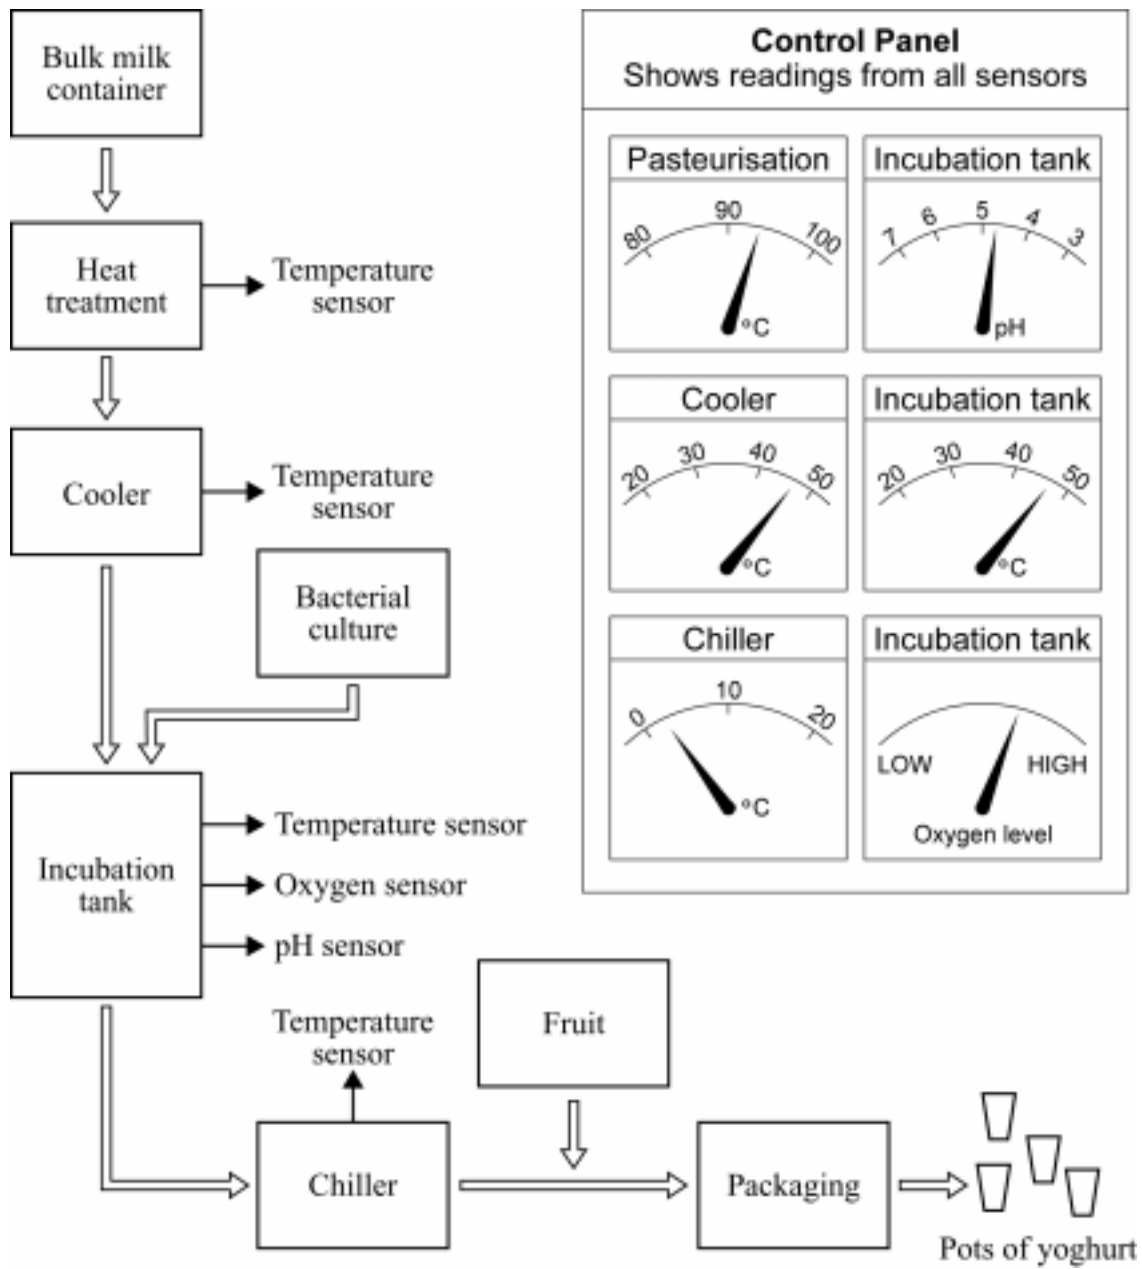 Bulk milk
container
Heat
treatment
Temperature
sensor
Cooler
Temperature
sensor
Bacterial
culture
Incubation
tank
Temperature sensor
Oxygen sensor
pH sensor
Temperature
sensor
Fruit
Chiller
Packaging
Pots of yoghurt
Control Panel
Shows readings from all sensors
Pasteurisation
80 90 100
°C
Incubation tank
7 6 5 4 3
pH
Cooler
20 30 40 50
°C
Incubation tank
20 30 40 50
°C
Chiller
0 10 20
°C
Incubation tank
LOW HIGH
Oxygen level